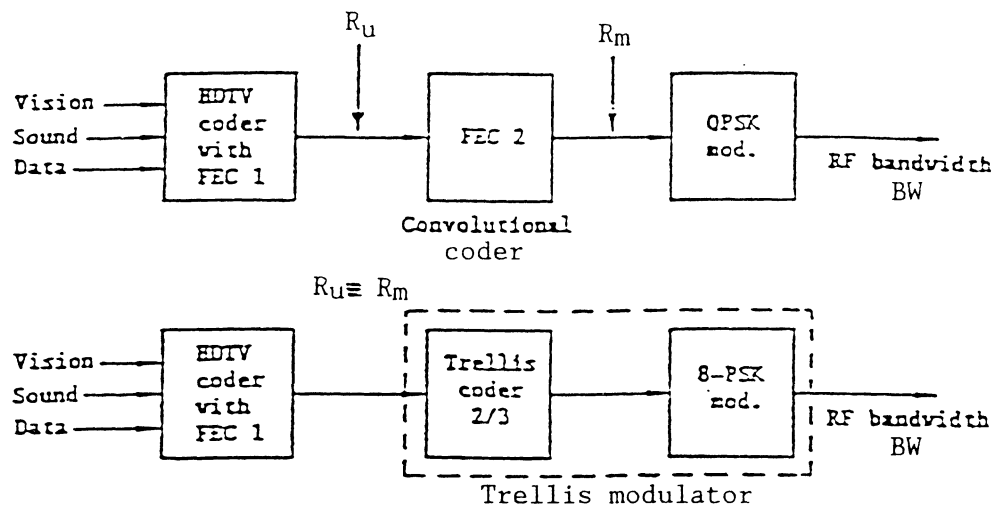 Ru
Rm
Vision
Sound
Data
HDTV
coder
with
FEC 1
FEC 2
QPSK
mod.
RF bandwidth
BW
Convolutional
coder
Ru≡ Rm
Vision
Sound
Data
HDTV
coder
with
FEC 1
Trellis
coder
2/3
8-PSK
mod.
RF bandwidth
BW
Trellis modulator